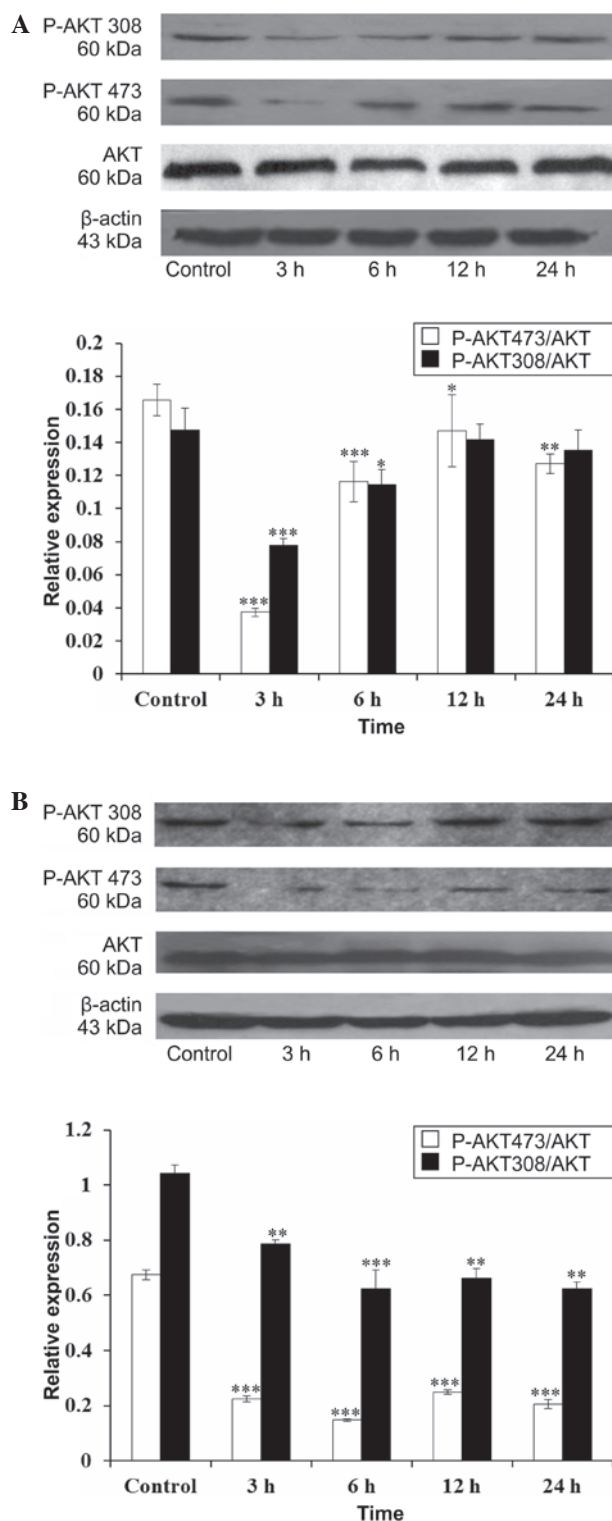 A
P-AKT 308
60 kDa
P-AKT 473
60 kDa
AKT
60 kDa
β-actin
43 kDa
Control 3 h 6 h 12 h 24 h
P-AKT473/AKT
P-AKT308/AKT
Relative expression
0.2
0.18
0.16
0.14
0.12
0.1
0.08
0.06
0.04
0.02
0
*** *** *** * * **
Control 3 h 6 h 12 h 24 h
Time
B
P-AKT 308
60 kDa
P-AKT 473
60 kDa
AKT
60 kDa
β-actin
43 kDa
Control 3 h 6 h 12 h 24 h
P-AKT473/AKT
P-AKT308/AKT
Relative expression
1.2
1
0.8
0.6
0.4
0.2
0
*** ** *** *** *** ** *** **
Control 3 h 6 h 12 h 24 h
Time